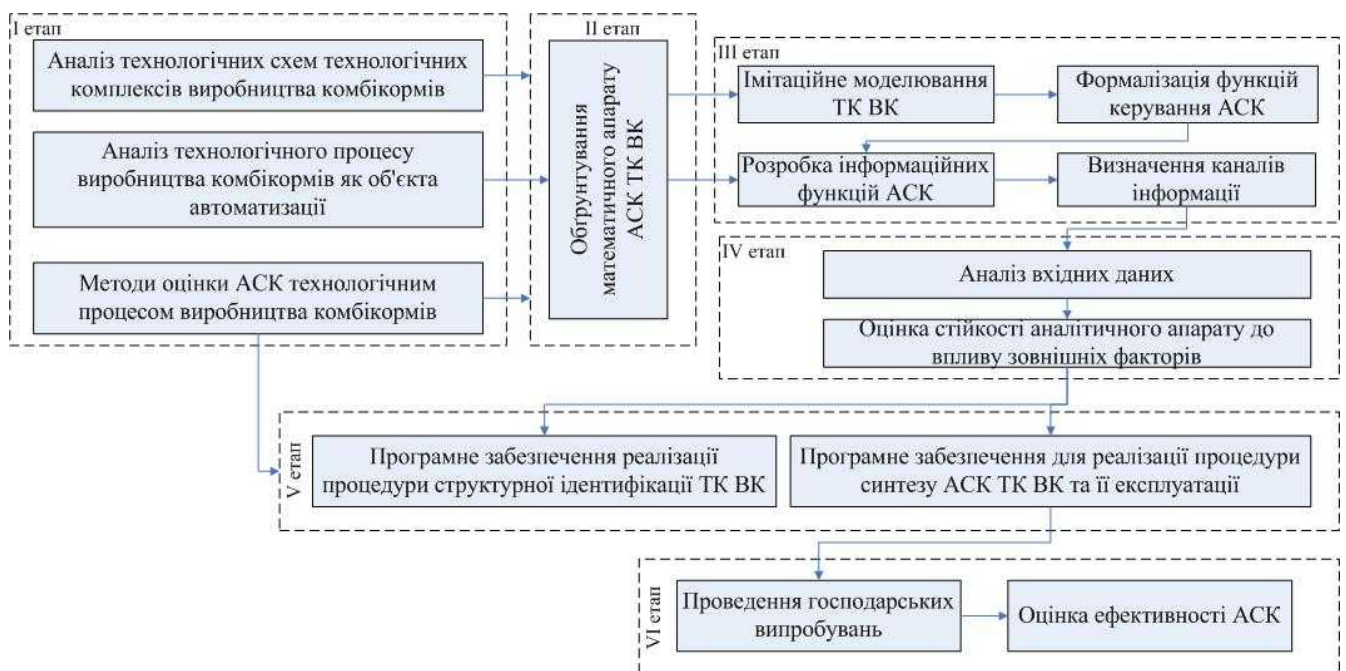 I етап
Аналіз технологічних схем технологічних
комплексів виробництва комбікормів
Аналіз технологічного процесу
виробництва комбікормів як об'єкта
автоматизації
Методи оцінки АСК технологічним
процесом виробництва комбікормів
II етап
Обґрунтування
математичного апарату
АСК ТК ВК
III етап
Імітаційне моделювання
ТК ВК
Формалізація функцій
керування АСК
Розробка інформаційних
функцій АСК
Визначення каналів
інформації
IV етап
Аналіз вхідних даних
Оцінка стійкості аналітичного апарату до
впливу зовнішніх факторів
V етап
Програмне забезпечення реалізації
процедури структурної ідентифікації ТК ВК
Програмне забезпечення для реалізації процедури
синтезу АСК ТК ВК та її експлуатації
VI етап
Проведення господарських
випробувань
Оцінка ефективності АСК